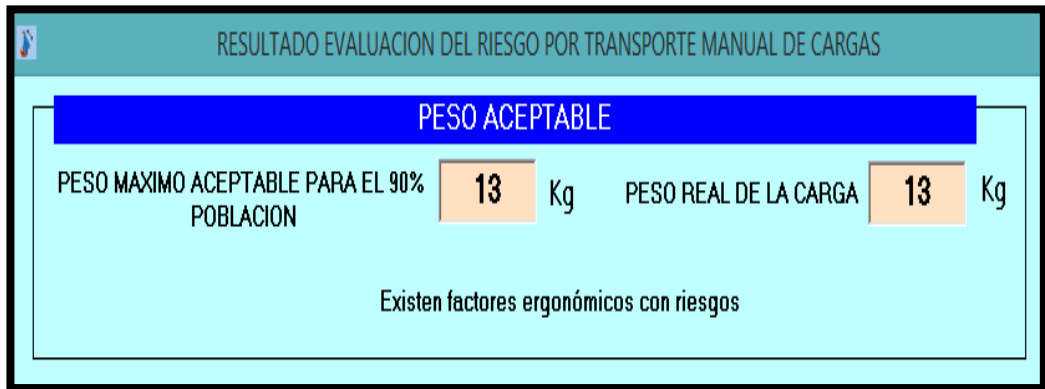 RESULTADO EVALUACION DEL RIESGO POR TRANSPORTE MANUAL DE CARGAS
PESO ACEPTABLE
PESO MAXIMO ACEPTABLE PARA EL 90%
POBLACION
13 Kg
PESO REAL DE LA CARGA 13 Kg
Existen factores ergonómicos con riesgos